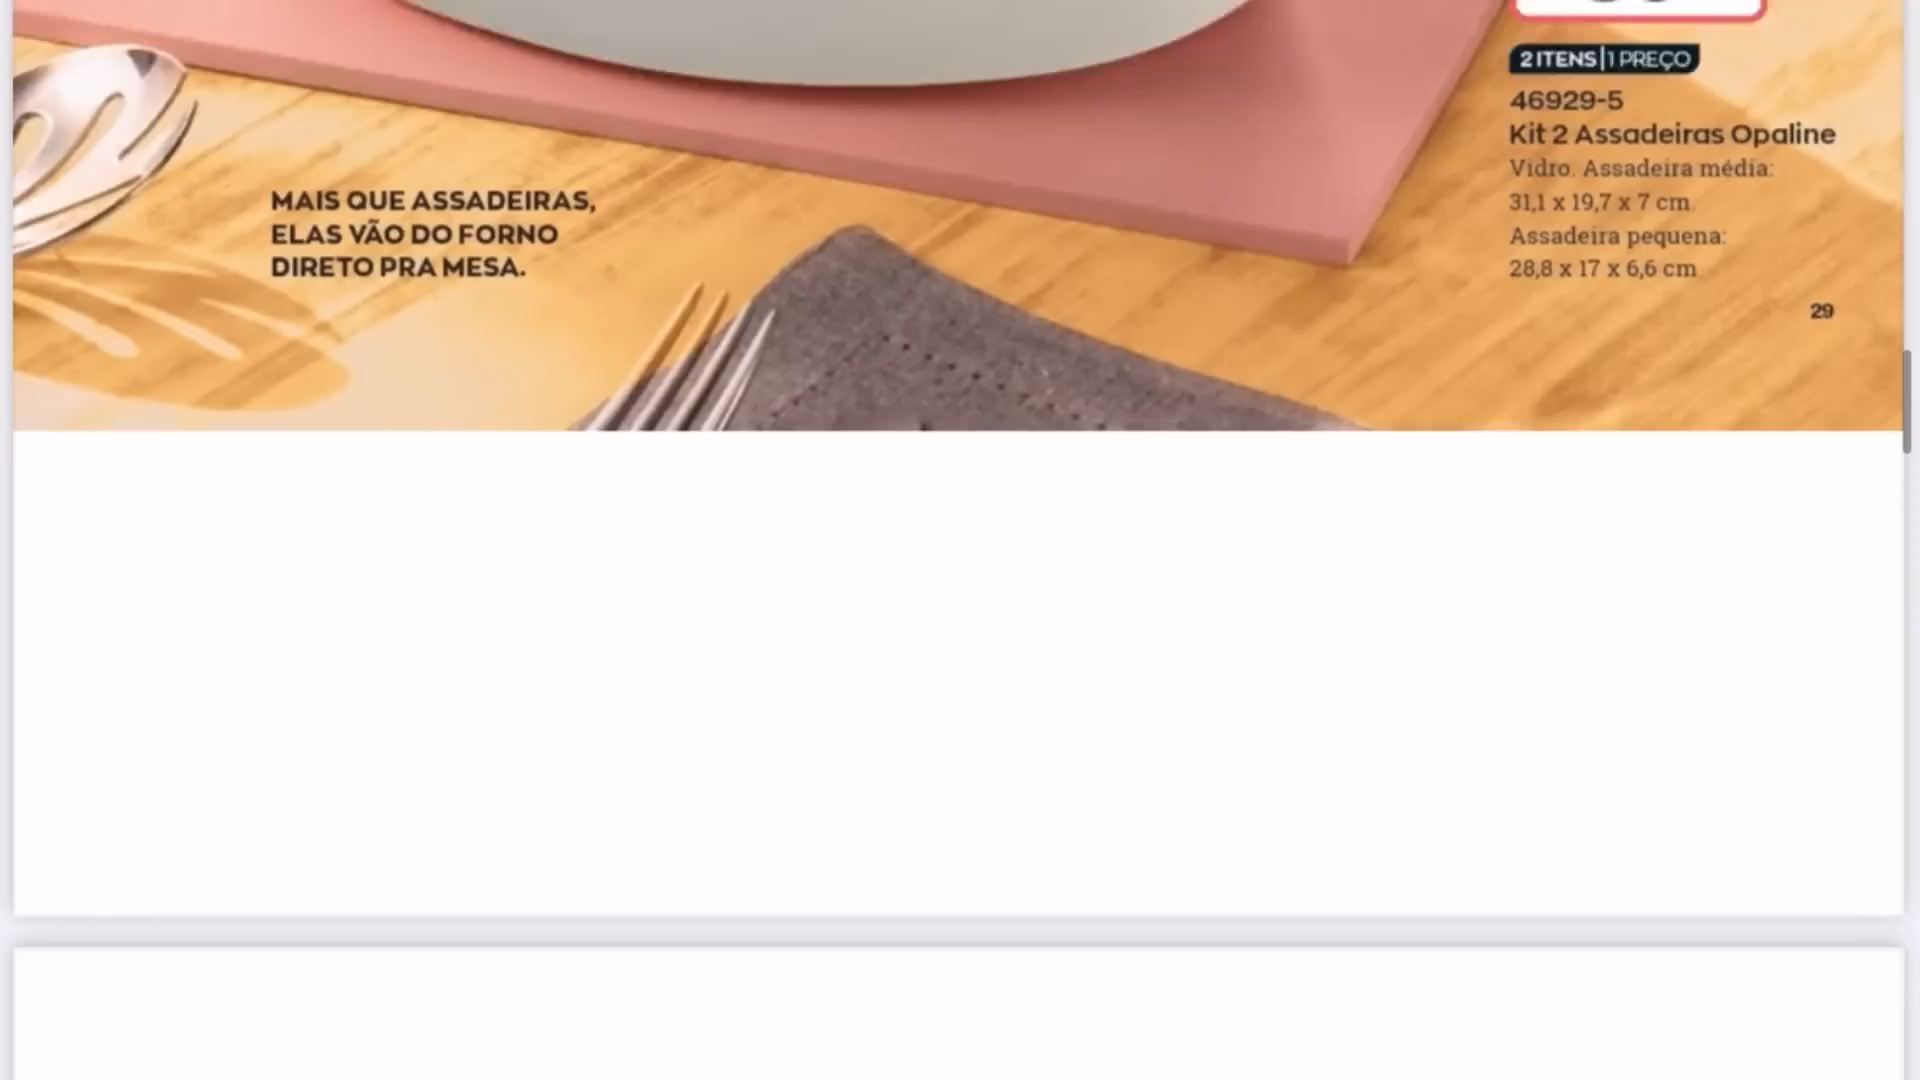 2 ITENS|1 PREÇO
46929-5
Kit 2 Assadeiras Opaline
Vidro. Assadeira média:
31,1 x 19,7 x 7 cm.
Assadeira pequena:
28,8 x 17 x 6,6 cm
MAIS QUE ASSADEIRAS,
ELAS VÃO DO FORNO
DIRETO PRA MESA.
29